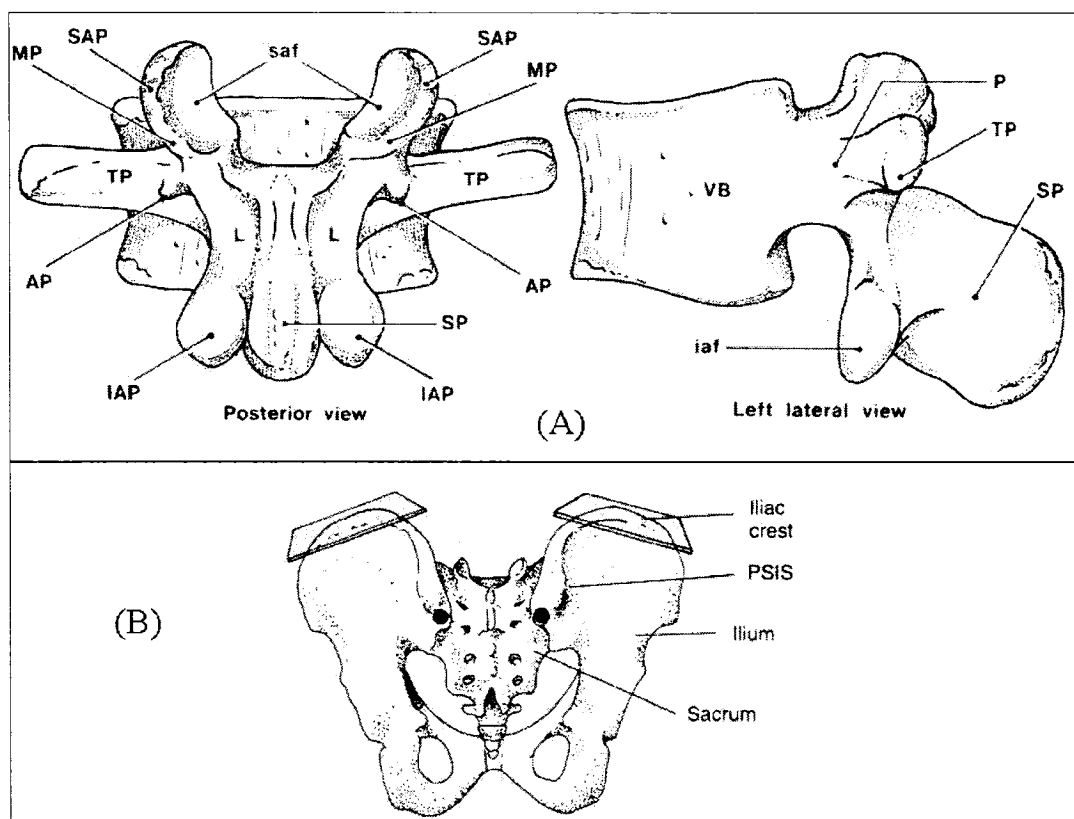 SAP
saf
SAP
MP
MP
TP
TP
L
L
AP
AP
SP
IAP
IAP
Posterior view
P
TP
VB
SP
iaf
Left lateral view
(A)
Iliac
crest
PSIS
(B)
Ilium
Sacrum